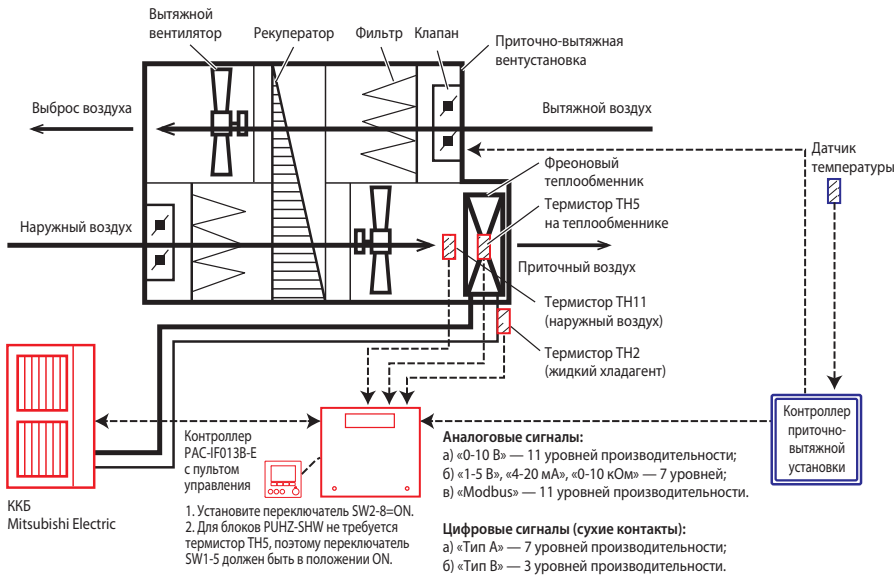 Вытяжной
вентилятор
Рекуператор
Фильтр
Клапан
Приточно-вытяжная
вентустановка
Выброс воздуха
Вытяжной воздух
Датчик
температуры
Фреоновый
теплообменник
Термистор TH5
на теплообменнике
Наружный воздух
Приточный воздух
Термистор TH11
(наружный воздух)
Термистор TH2
(жидкий хладагент)
Контроллер
приточно-
вытяжной
установки
Контроллер
PAC-IF013B-E
с пультом
управления
ККБ
Mitsubishi Electric
1. Установите переключатель SW2-8=ON.
2. Для блоков PUHZ-SHW не требуется
термистор TH5, поэтому переключатель
SW1-5 должен быть в положении ON.
Аналоговые сигналы:
а) «0-10 В» — 11 уровней производительности;
б) «1-5 В», «4-20 мА», «0-10 кОм» — 7 уровней;
в) «Modbus» — 11 уровней производительности.
Цифровые сигналы (сухие контакты):
а) «Тип А» — 7 уровней производительности;
б) «Тип В» — 3 уровней производительности.